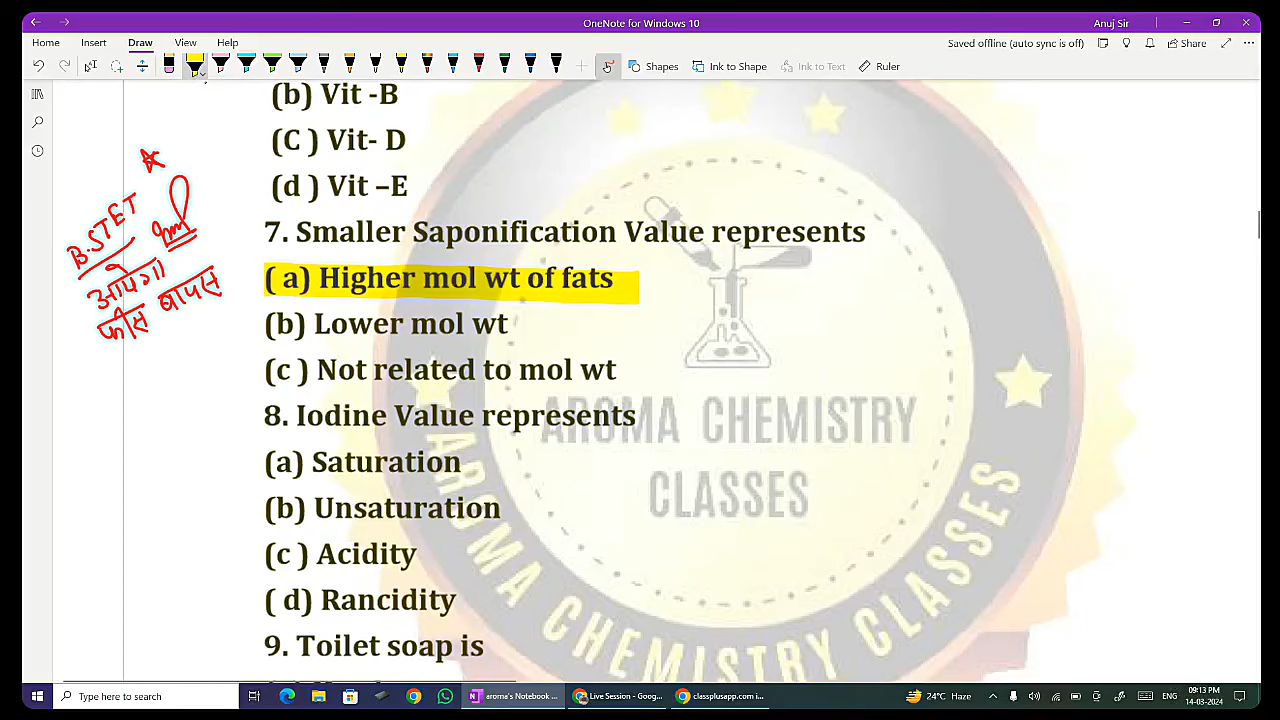 OneNote for Windows 10
Anuj Sir
Home Insert Draw View Help
Saved offline (auto sync is off)
Share
Shapes
Ink to Shape
Ink to Text
Ruler
(b) Vit -B
(C ) Vit- D
(d ) Vit –E
7. Smaller Saponification Value represents
( a) Higher mol wt of fats
(b) Lower mol wt
(c ) Not related to mol wt
8. Iodine Value represents
(a) Saturation
(b) Unsaturation
(c ) Acidity
( d) Rancidity
9. Toilet soap is
B.STET
आपेगा
फीस वापस
AROMA CHEMISTRY
CLASSES
AROMA CHEMISTRY CLASSES
Type here to search
aroma's Notebook ...
Live Session - Goog...
classplusapp.com i...
24°C Haze
ENG
09:13 PM
14-03-2024